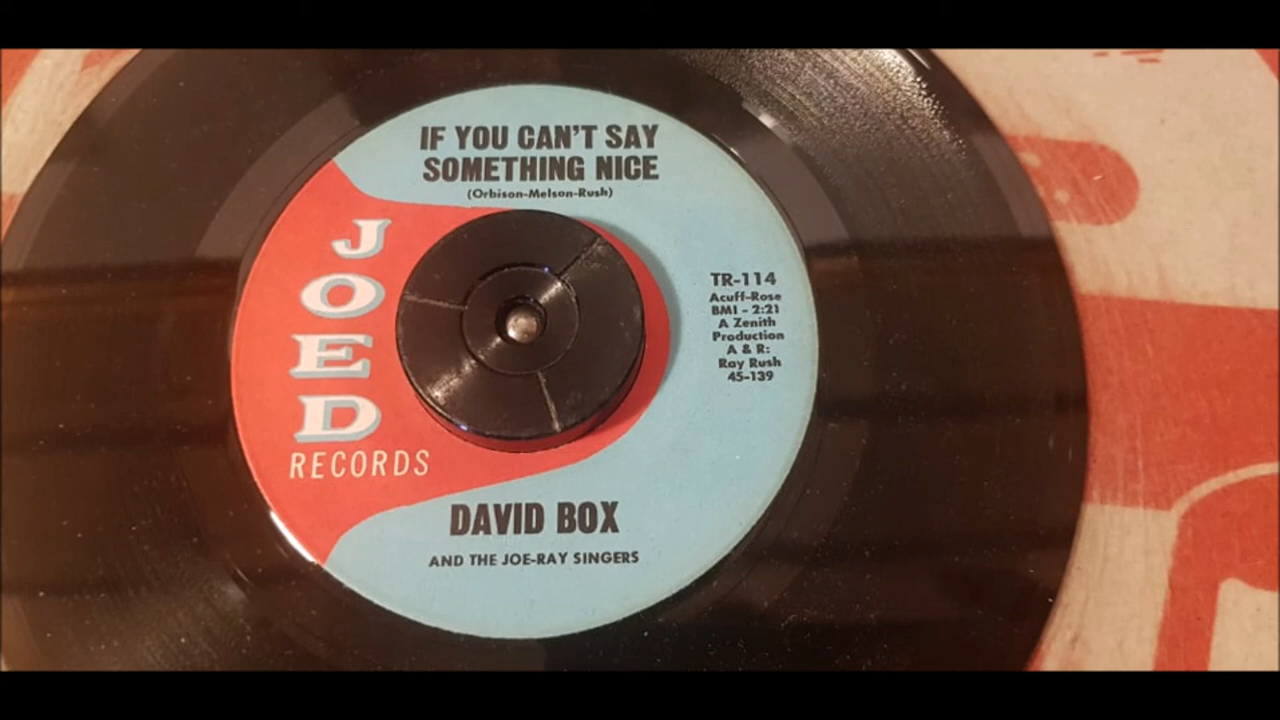 IF YOU CAN'T SAY
SOMETHING NICE
(Orbison-Melson-Rush)
JOED
RECORDS
TR-114
Acuff-Rose
BMI - 2:21
A Zenith
Production
A & R:
Ray Rush
45-139
DAVID BOX
AND THE JOE-RAY SINGERS